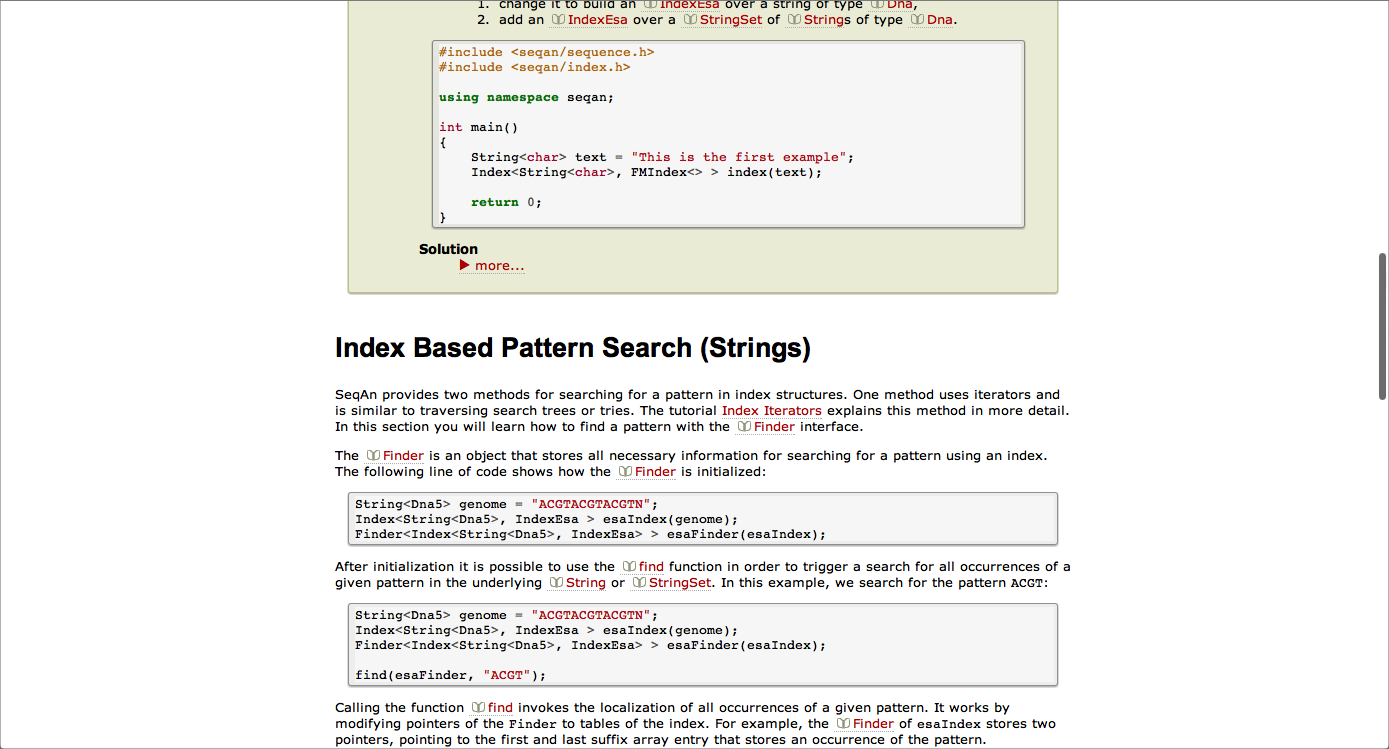 1. change it to build an IndexEsa over a string of type Dna,
2. add an IndexEsa over a StringSet of Strings of type Dna.
#include <seqan/sequence.h>
#include <seqan/index.h>
using namespace seqan;
int main()
{
String<char> text = "This is the first example";
Index<String<char>, FMIndex<> > index(text);
return 0;
}
Solution
more...
Index Based Pattern Search (Strings)
SeqAn provides two methods for searching for a pattern in index structures. One method uses iterators and
is similar to traversing search trees or tries. The tutorial Index Iterators explains this method in more detail.
In this section you will learn how to find a pattern with the Finder interface.
The Finder is an object that stores all necessary information for searching for a pattern using an index.
The following line of code shows how the Finder is initialized:
String<Dna5> genome = "ACGTACGTACGTN";
Index<String<Dna5>, IndexEsa > esaIndex(genome);
Finder<Index<String<Dna5>, IndexEsa> > esaFinder(esaIndex);
After initialization it is possible to use the find function in order to trigger a search for all occurrences of a
given pattern in the underlying String or StringSet. In this example, we search for the pattern ACGT:
String<Dna5> genome = "ACGTACGTACGTN";
Index<String<Dna5>, IndexEsa > esaIndex(genome);
Finder<Index<String<Dna5>, IndexEsa> > esaFinder(esaIndex);
find(esaFinder, "ACGT");
Calling the function find invokes the localization of all occurrences of a given pattern. It works by
modifying pointers of the Finder to tables of the index. For example, the Finder of esaIndex stores two
pointers, pointing to the first and last suffix array entry that stores an occurrence of the pattern.